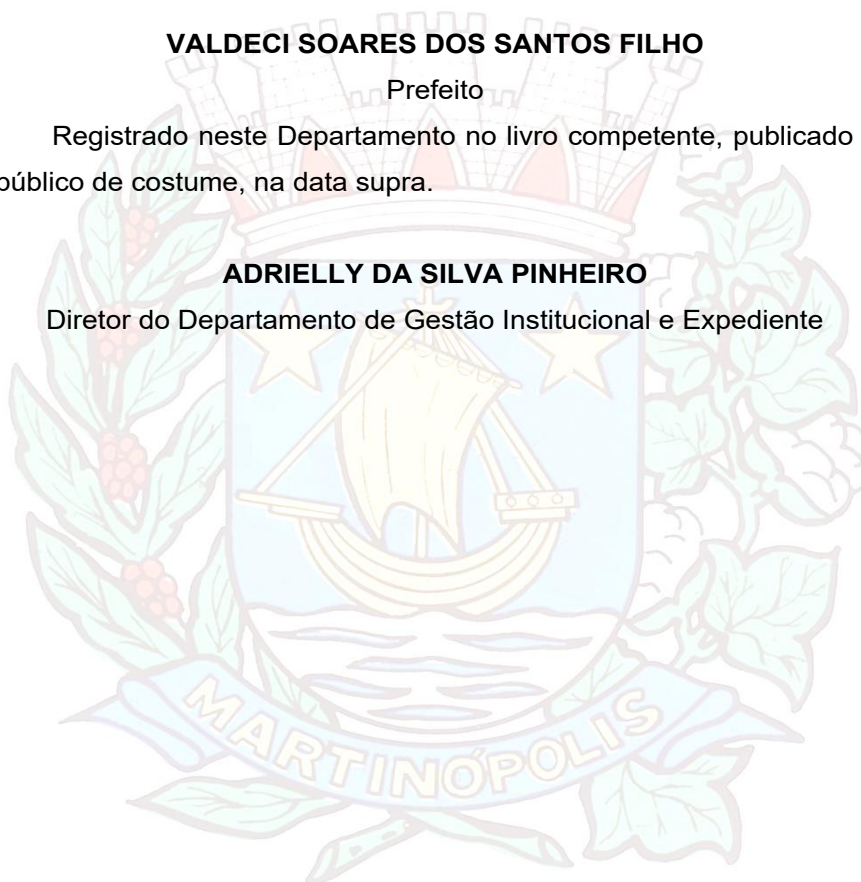 VALDECI SOARES DOS SANTOS FILHO
Prefeito
Registrado neste Departamento no livro competente, publicado
público de costume, na data supra.
ADRIELLY DA SILVA PINHEIRO
Diretor do Departamento de Gestão Institucional e Expediente
MARTINÓPOLIS